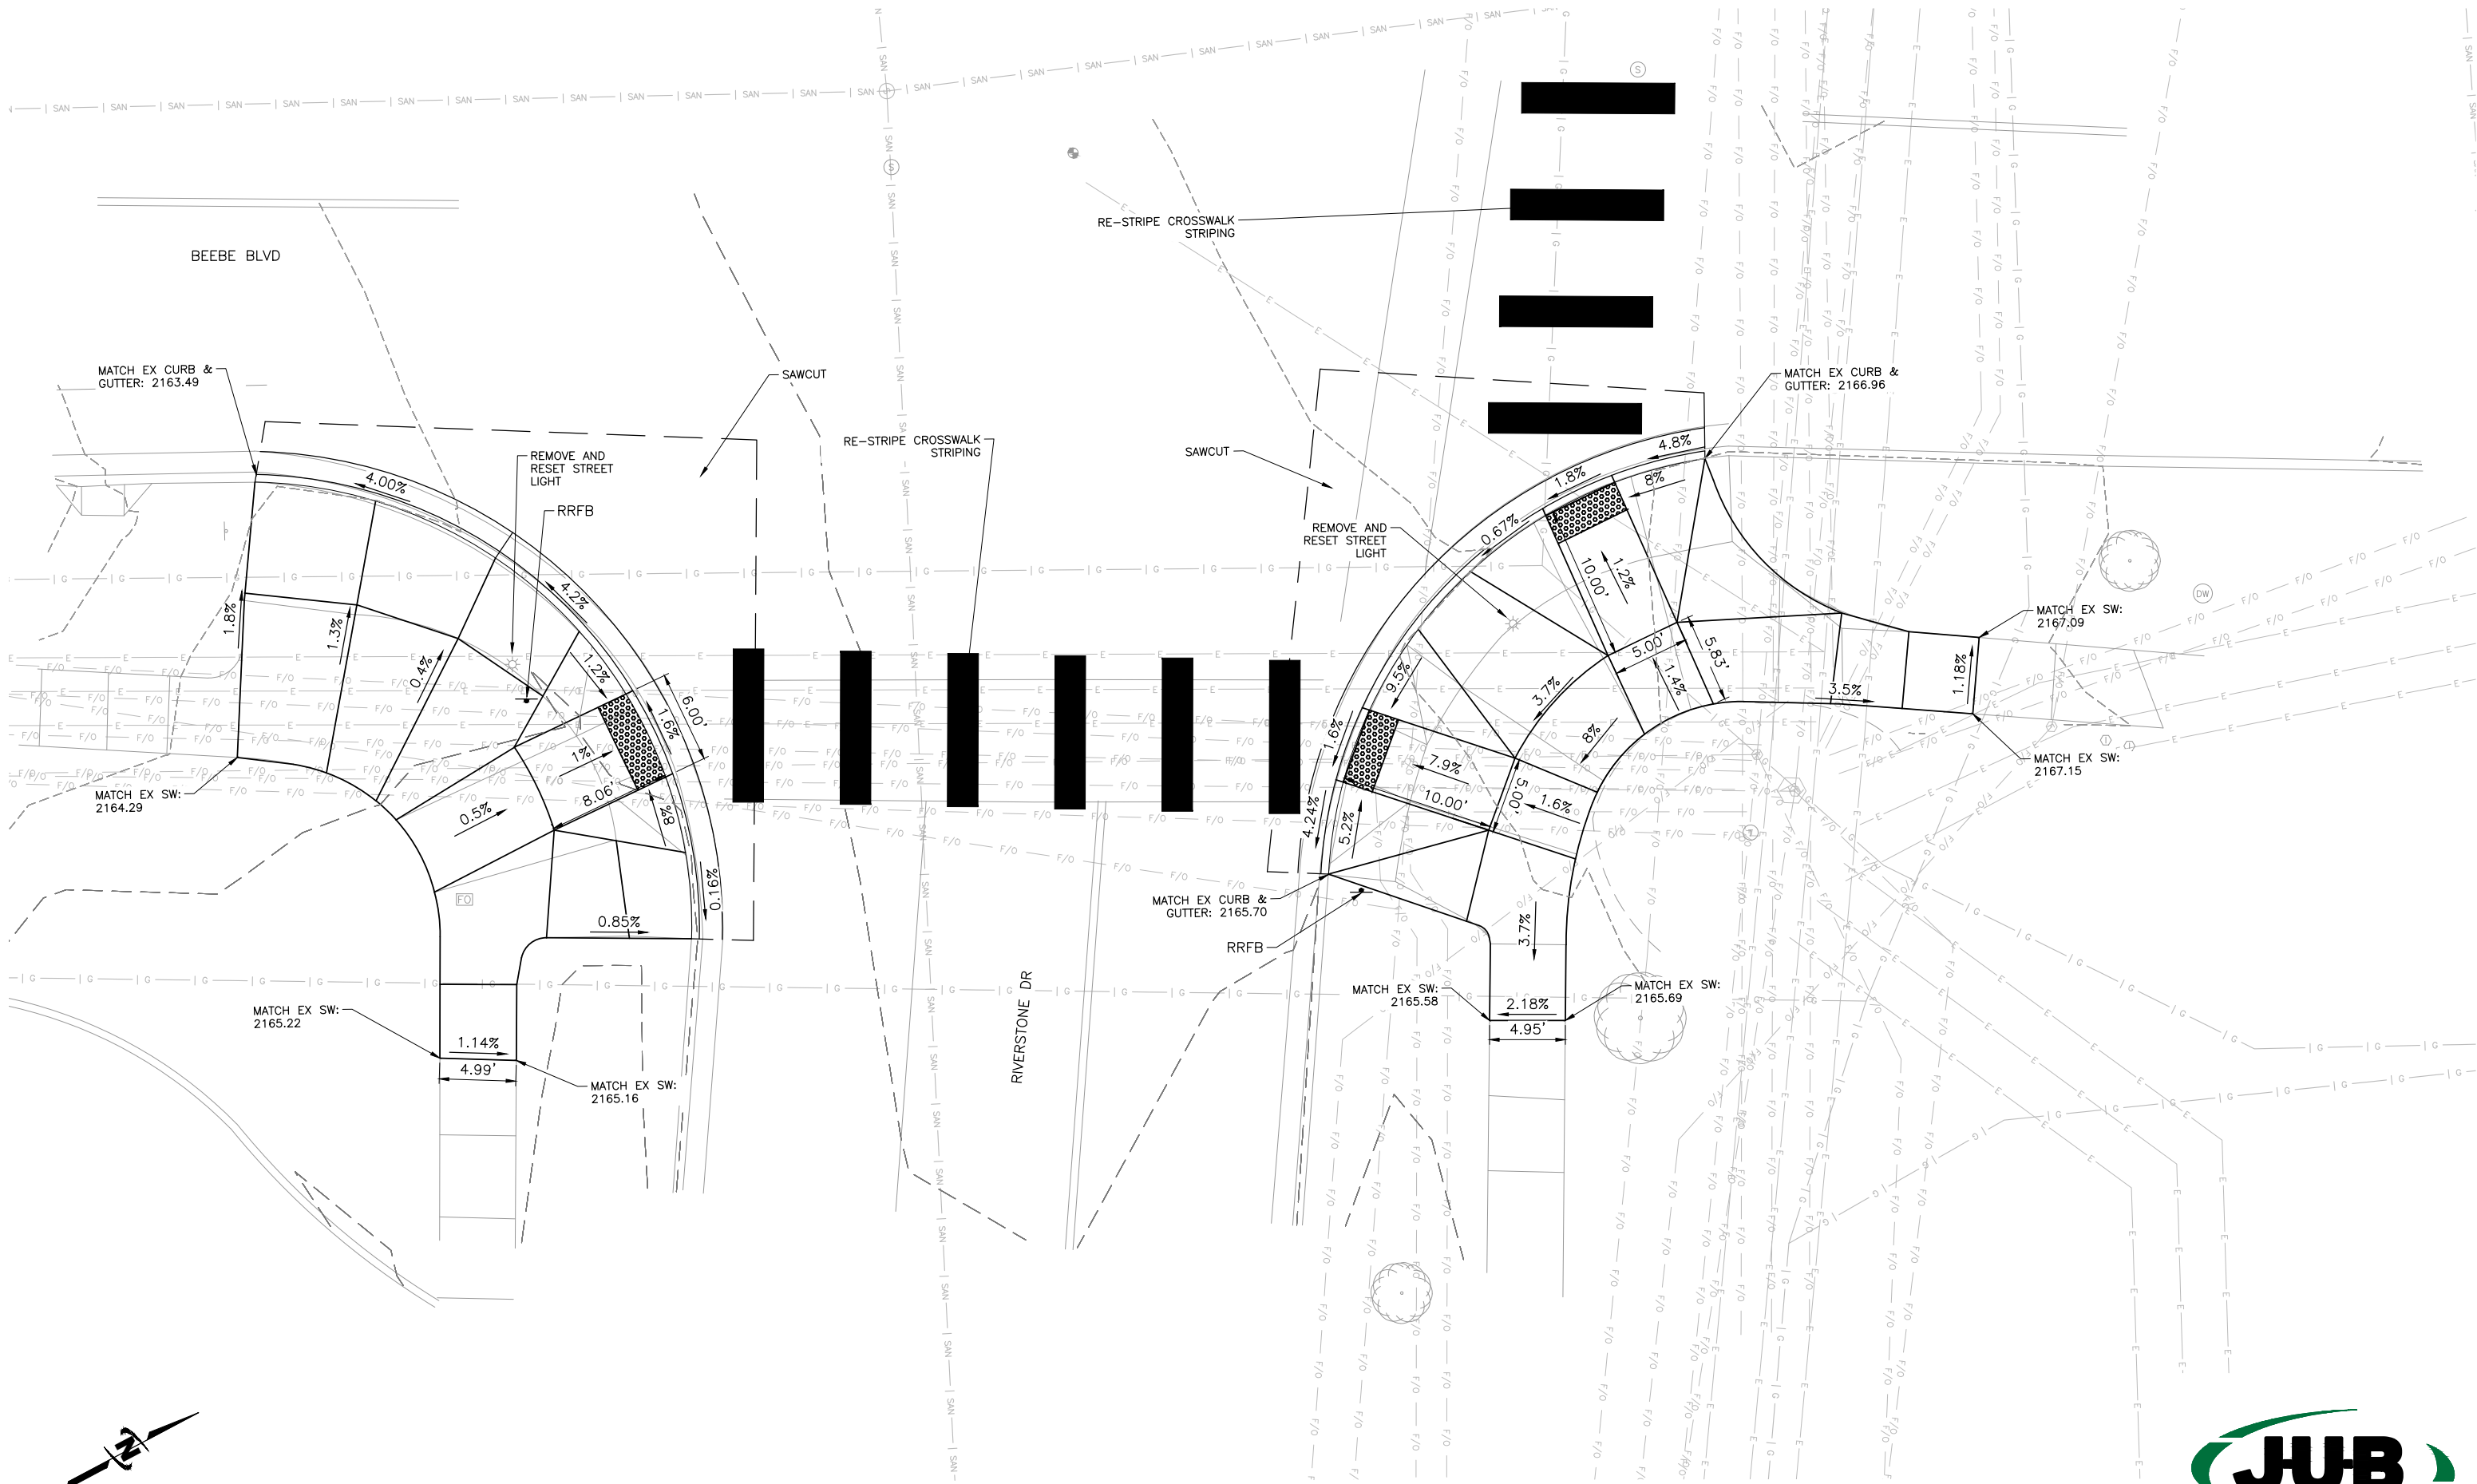 BEEBE BLVD
MATCH EX CURB &
GUTTER: 2163.49
4.00%
REMOVE AND
RESET STREET
LIGHT
RRFB
SAWCUT
RE-STRIPE CROSSWALK
STRIPING
1.8%
1.3%
0.4%
4.2%
1.2%
6.00'
1.6%
1%
8.06'
8%
0.5%
0.16%
0.85%
MATCH EX SW:
2164.29
FO
MATCH EX SW:
2165.22
1.14%
4.99'
MATCH EX SW:
2165.16
RIVERSTONE DR
RE-STRIPE CROSSWALK
STRIPING
SAWCUT
MATCH EX CURB &
GUTTER: 2166.96
4.8%
1.8%
8%
0.67%
REMOVE AND
RESET STREET
LIGHT
10.00'
1.2%
5.00'
5.83'
1.4%
9.5%
3.7%
8%
1.6%
7.9%
10.00'
5.00'
1.6%
4.24%
5.2%
3.5%
1.18%
MATCH EX SW:
2167.09
MATCH EX SW:
2167.15
MATCH EX CURB &
GUTTER: 2165.70
RRFB
3.7%
MATCH EX SW:
2165.58
2.18%
4.95'
MATCH EX SW:
2165.69
DW
S
S
T
SAN
G
E
F/O
N
J-U-B